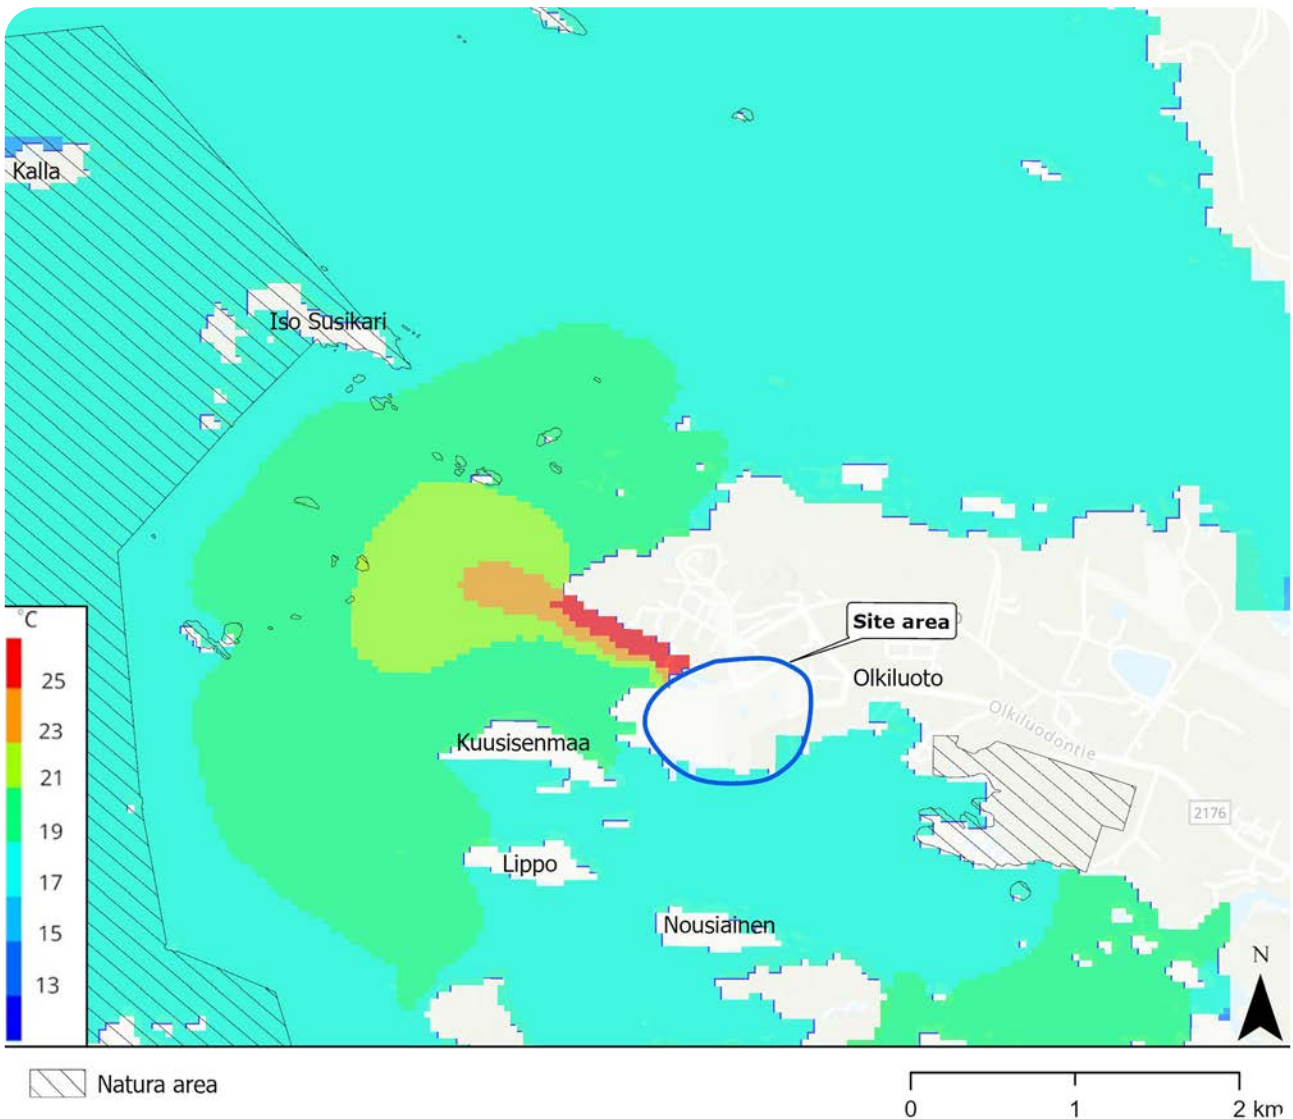 Kalla
Iso Susikari
°C
25
23
21
19
17
15
13
Site area
Olkiluoto
Olkiluodontie
2176
Kuusisenmaa
Lippo
Nousiainen
N
Natura area
0 1 2 km